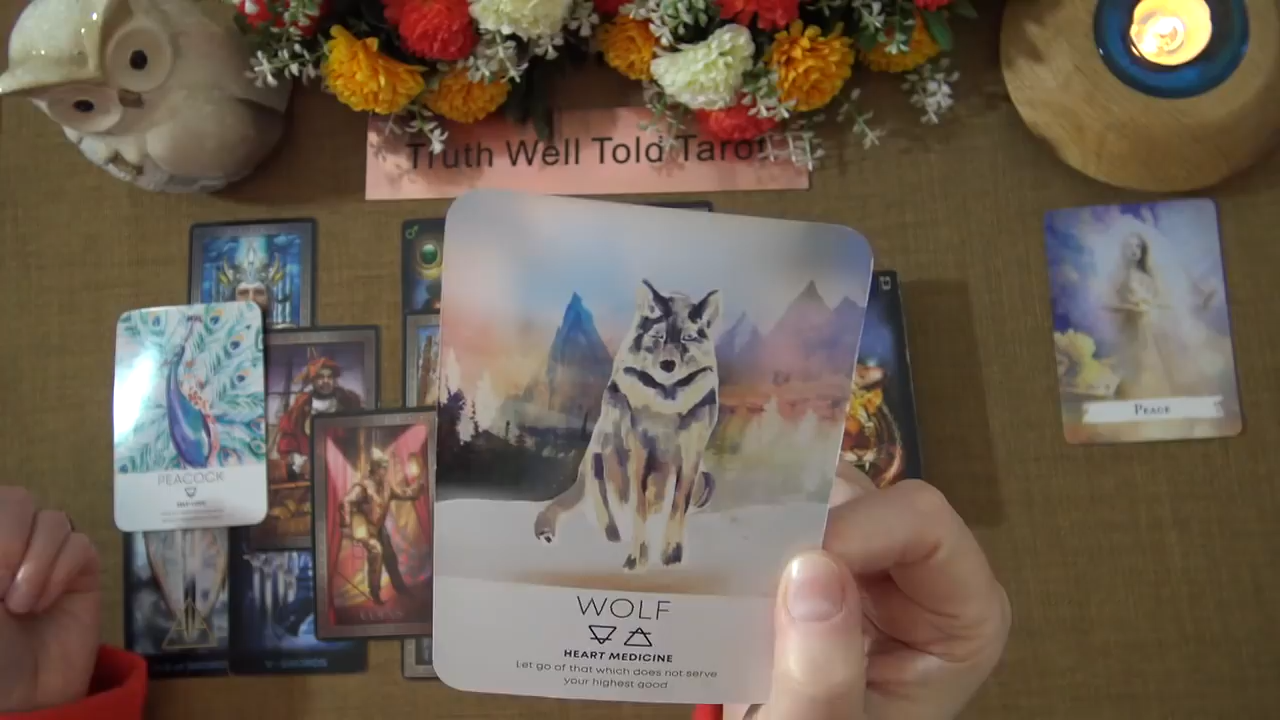 Truth Well Told Tarot
PEACOCK
PEACE
WOLF
HEART MEDICINE
Let go of that which does not serve
your highest good